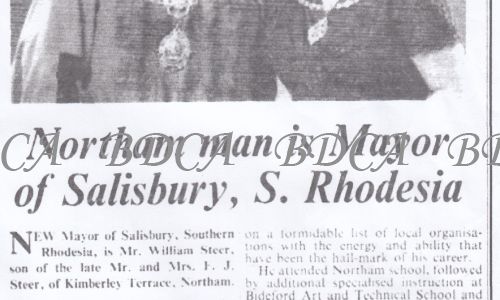 Northam man is Mayor
of Salisbury, S. Rhodesia
BDCA BDCA BDCA
NEW Mayor of Salisbury, Southern
Rhodesia, is Mr. William Steer,
son of the late Mr. and Mrs. F. J.
Steer, of Kimberley Terrace, Northam.
on a formidable list of local organisa-
tions with the energy and ability that
have been the hall-mark of his career.
He attended Northam school, followed
by additional specialised instruction at
Bideford Art and Technical School and